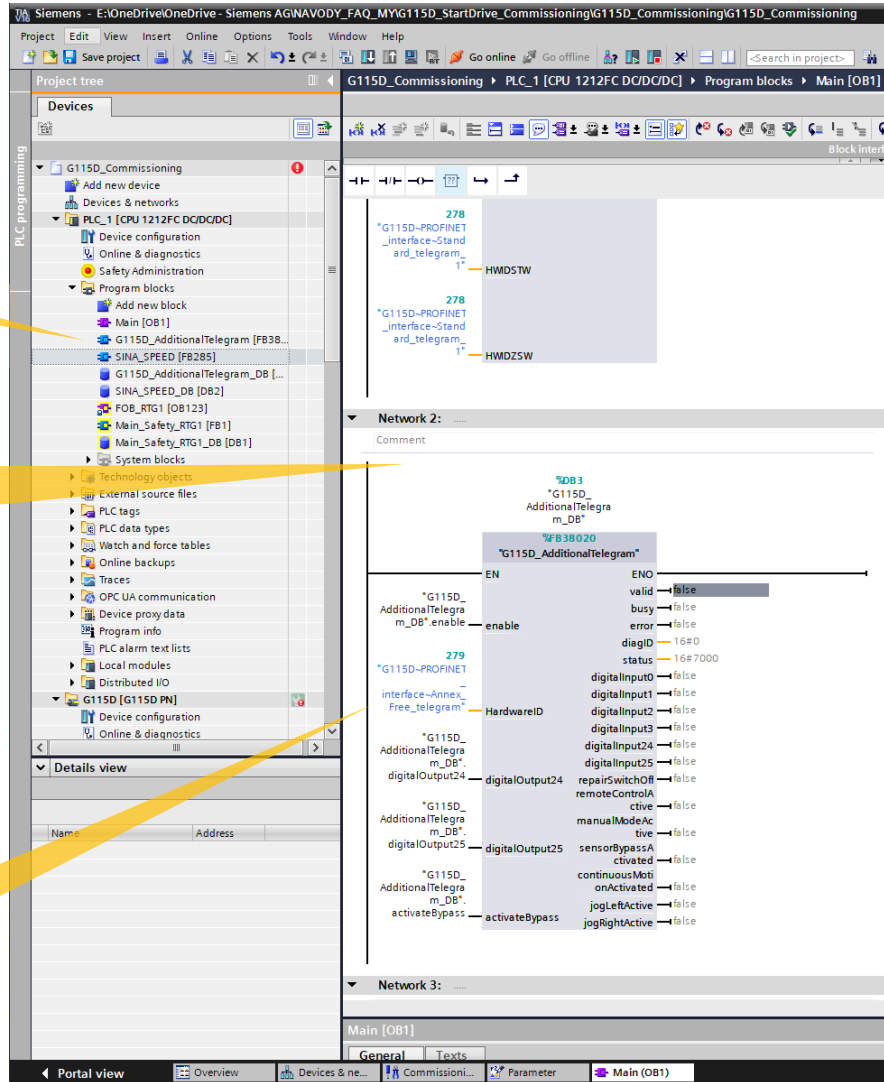 Siemens - E:\OneDrive\OneDrive - Siemens AG\NAVODY_FAQ_MY\G115D_StartDrive_Commissioning\G115D_Commissioning\G115D_Commissioning
Project Edit View Insert Online Options Tools Window Help
Save project Go online Go offline <Search in project>
Project tree
G115D_Commissioning PLC_1 [CPU 1212FC DC/DC/DC] Program blocks Main [OB1]
Devices
PLC programming
Block interf
G115D_Commissioning
Add new device
Devices & networks
PLC_1 [CPU 1212FC DC/DC/DC]
Device configuration
Online & diagnostics
Safety Administration
Program blocks
Add new block
Main [OB1]
G115D_AdditionalTelegram [FB38...
SINA_SPEED [FB285]
G115D_AdditionalTelegram_DB [...
SINA_SPEED_DB [DB2]
FOB_RTG1 [OB123]
Main_Safety_RTG1 [FB1]
Main_Safety_RTG1_DB [DB1]
System blocks
Technology objects
External source files
PLC tags
PLC data types
Watch and force tables
Online backups
Traces
OPC UA communication
Device proxy data
Program info
PLC alarm text lists
Local modules
Distributed I/O
G115D [G115D PN]
Device configuration
Online & diagnostics
Details view
Name Address
??
278
"G115D~PROFINET
_interface~Stand
ard_telegram_
1"
HWIDSTW
278
"G115D~PROFINET
_interface~Stand
ard_telegram_
1"
HWIDZSW
Network 2: .....
Comment
%DB3
"G115D_
AdditionalTelegra
m_DB"
%FB38020
"G115D_AdditionalTelegram"
EN ENO
valid false
busy false
"G115D_
AdditionalTelegra
m_DB".enable
enable error false
diagID 16#0
status 16#7000
279
"G115D~PROFINET
_
interface~Annex_
Free_telegram"
digitalInput0 false
digitalInput1 false
HardwareID digitalInput2 false
digitalInput3 false
digitalInput24 false
digitalInput25 false
"G115D_
AdditionalTelegra
m_DB".
digitalOutput24
digitalOutput24 repairSwitchOff false
remoteControlA
ctive false
manualModeAc
tive false
"G115D_
AdditionalTelegra
m_DB".
digitalOutput25
digitalOutput25 sensorBypassA
ctivated false
continuousMoti
onActivated false
"G115D_
AdditionalTelegra
m_DB".
activateBypass
jogLeftActive false
activateBypass jogRightActive false
Network 3: .....
Main [OB1]
General Texts
Portal view Overview Devices & ne... Commissioni... Parameter Main (OB1)